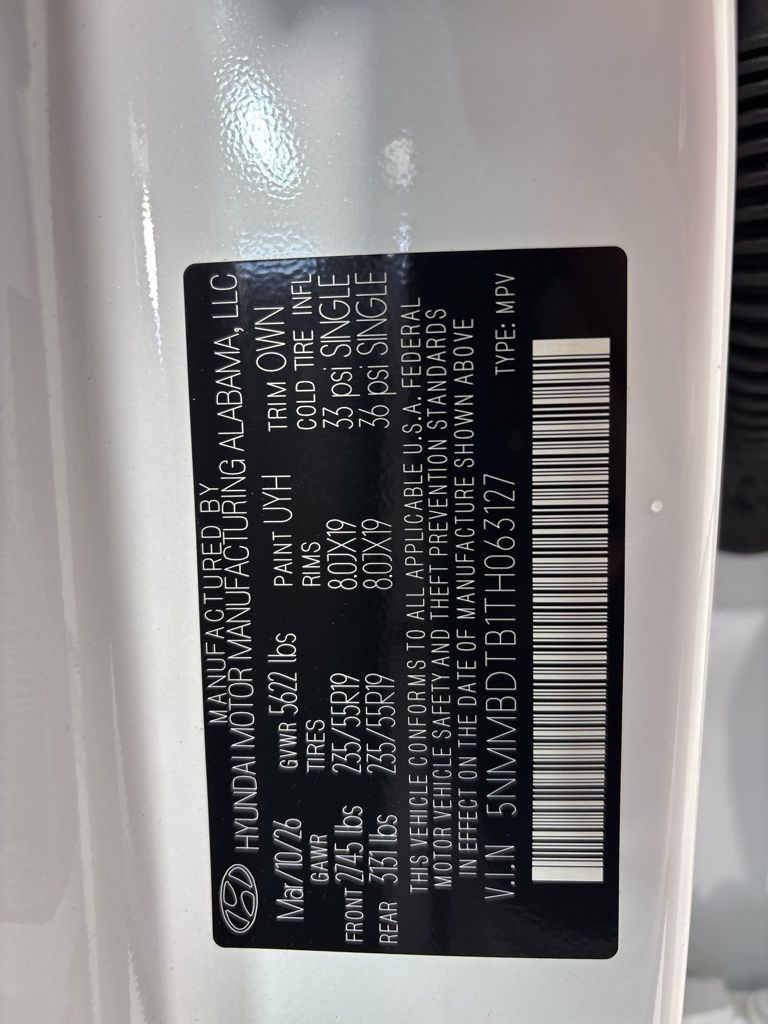 MANUFACTURED BY
HYUNDAI MOTOR MANUFACTURING ALABAMA, LLC
Mar/10/26 GVWR 5622 lbs PAINT UYH TRIM OWN
GAWR TIRES RIMS COLD TIRE INFL
FRONT 2745 lbs 235/55R19 8.0JX19 33 psi SINGLE
REAR 3131 lbs 235/55R19 8.0JX19 36 psi SINGLE
THIS VEHICLE CONFORMS TO ALL APPLICABLE U.S.A. FEDERAL
MOTOR VEHICLE SAFETY AND THEFT PREVENTION STANDARDS
IN EFFECT ON THE DATE OF MANUFACTURE SHOWN ABOVE
V.I.N 5NMMBDTB1TH063127 TYPE: MPV